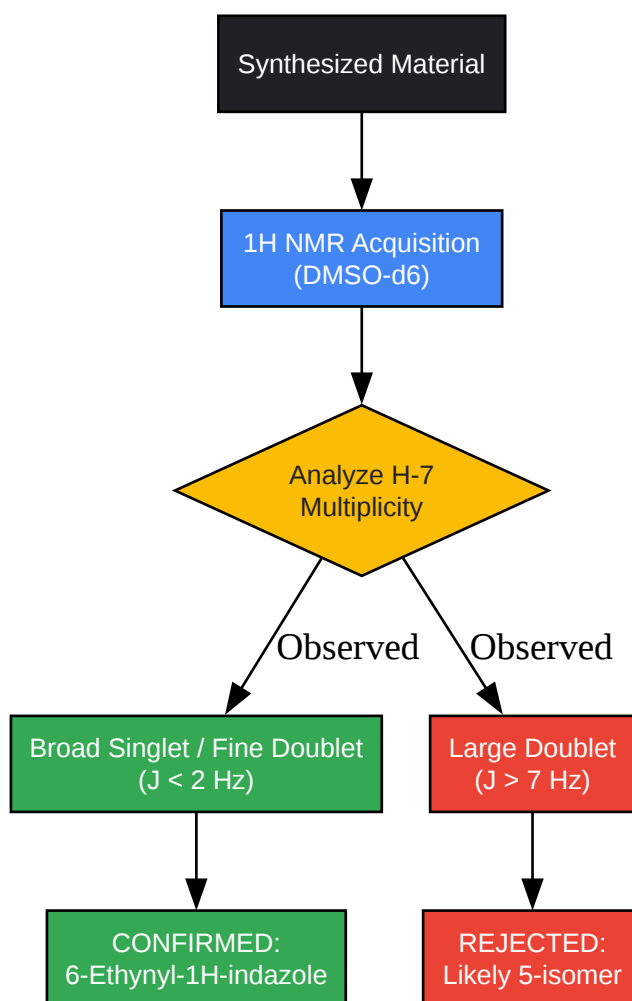 Synthesized Material
1H NMR Acquisition
(DMSO-d6)
Analyze H-7
Multiplicity
Observed
Observed
Broad Singlet / Fine Doublet
(J < 2 Hz)
Large Doublet
(J > 7 Hz)
CONFIRMED:
6-Ethynyl-1H-indazole
REJECTED:
Likely 5-isomer